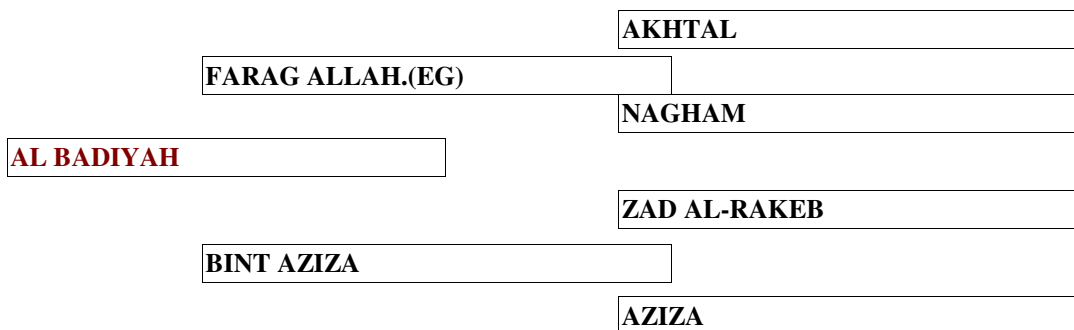 AKHTAL
FARAG ALLAH.(EG)
NAGHAM
AL BADIYAH
ZAD AL-RAKEB
BINT AZIZA
AZIZA